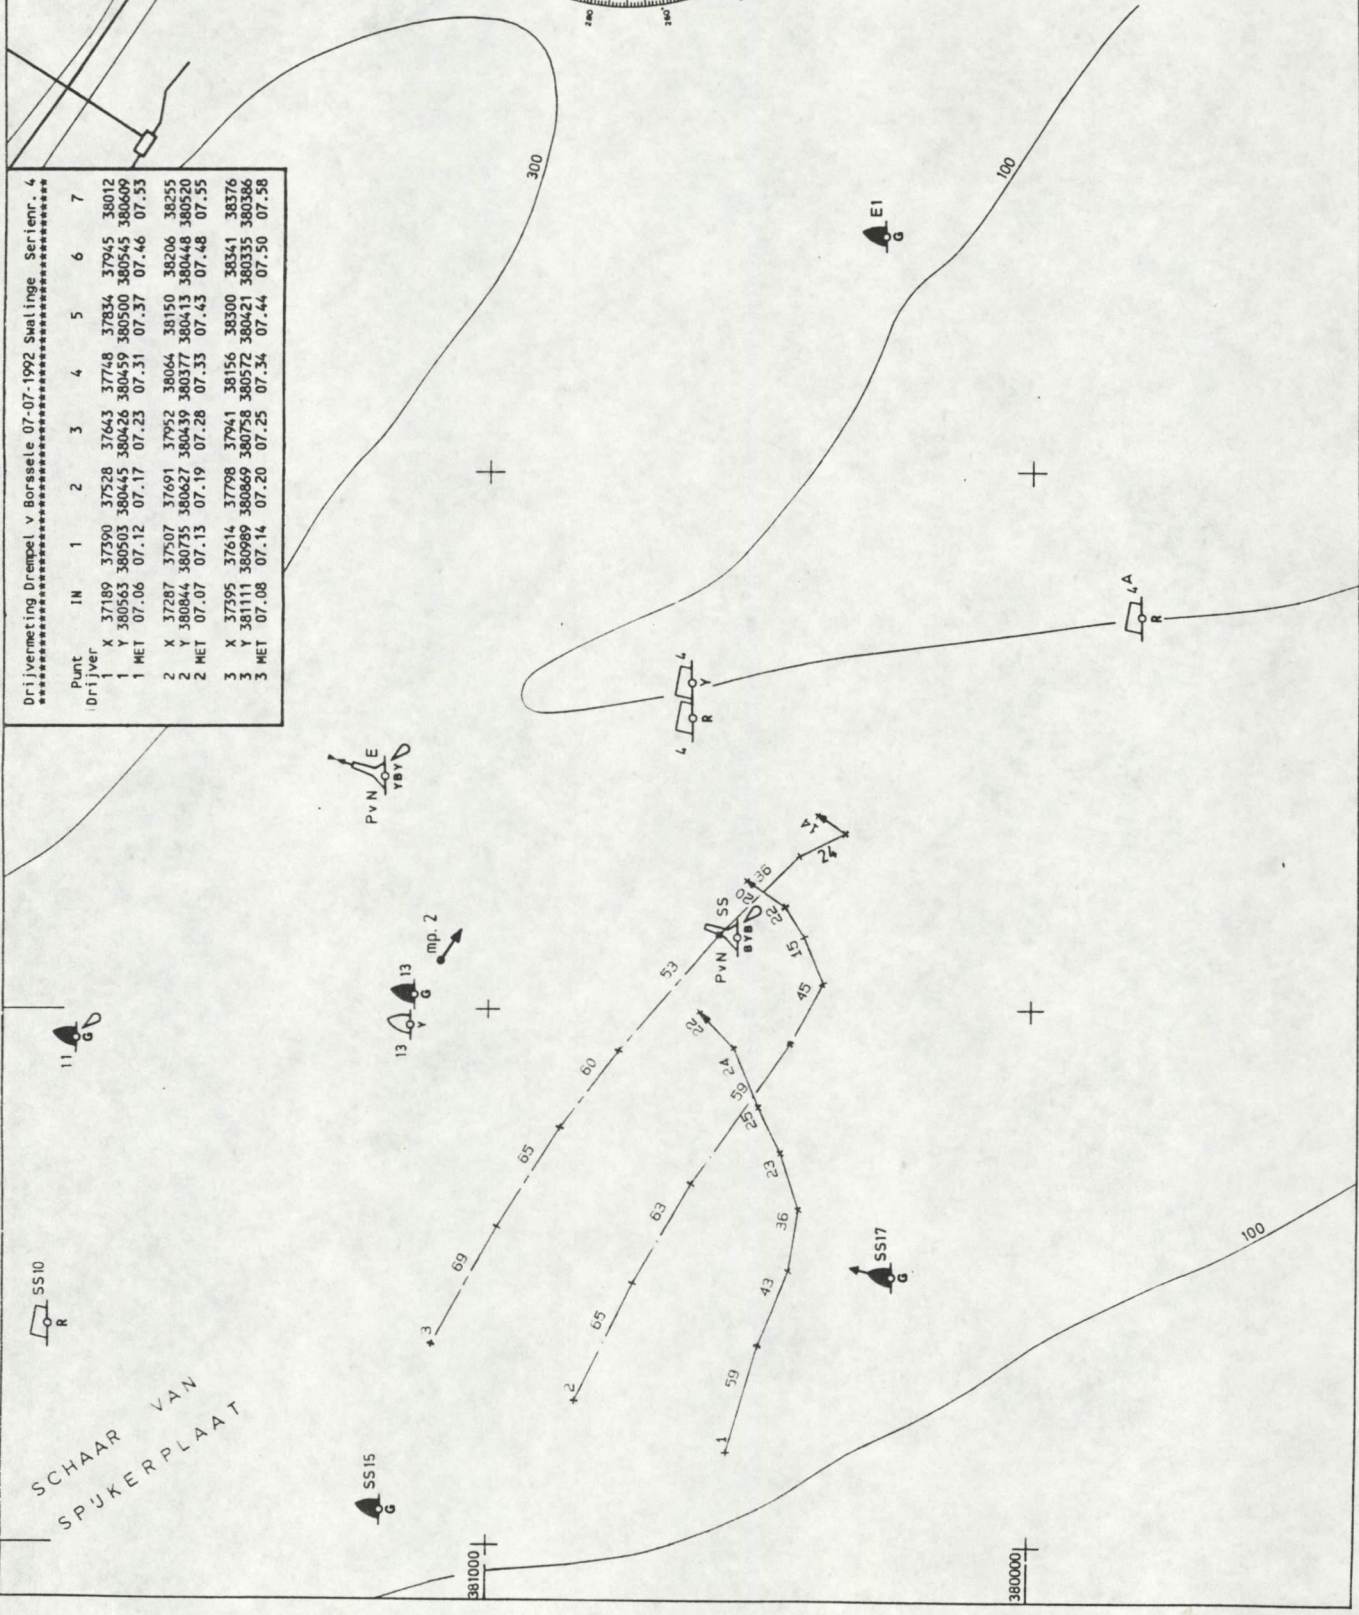 Drijvermeting Drempel v Borssele 07-07-1992 Swalinge Serienr. 4
***************************************************************
Punt IN 1 2 3 4 5 6 7
Drijver
1 X 37189 37390 37528 37643 37748 37834 37945 38012
1 Y 380563 380503 380445 380426 380459 380500 380545 380609
1 MET 07.06 07.12 07.17 07.23 07.31 07.37 07.46 07.53
2 X 37287 37507 37691 37952 38064 38150 38206 38255
2 Y 380844 380735 380627 380439 380377 380413 380448 380520
2 MET 07.07 07.13 07.19 07.28 07.33 07.43 07.48 07.55
3 X 37395 37614 37798 37941 38156 38300 38341 38376
3 Y 381111 380989 380869 380758 380572 380421 380335 380386
3 MET 07.08 07.14 07.20 07.25 07.34 07.44 07.50 07.58
280
260°
300
100
E1
G
11
G
SS10
R
SCHAAR VAN
SPIJKERPLAAT
SS15
G
13
Y
13
G
mp. 2
PvN E
YBY
4
R
4
Y
4A
R
PvN SS
BYB
3
69
65
60
53
36
24
14
2
65
63
59
45
15
22
20
1
59
43
36
23
25
24
22
SS17
G
100
381000
380000